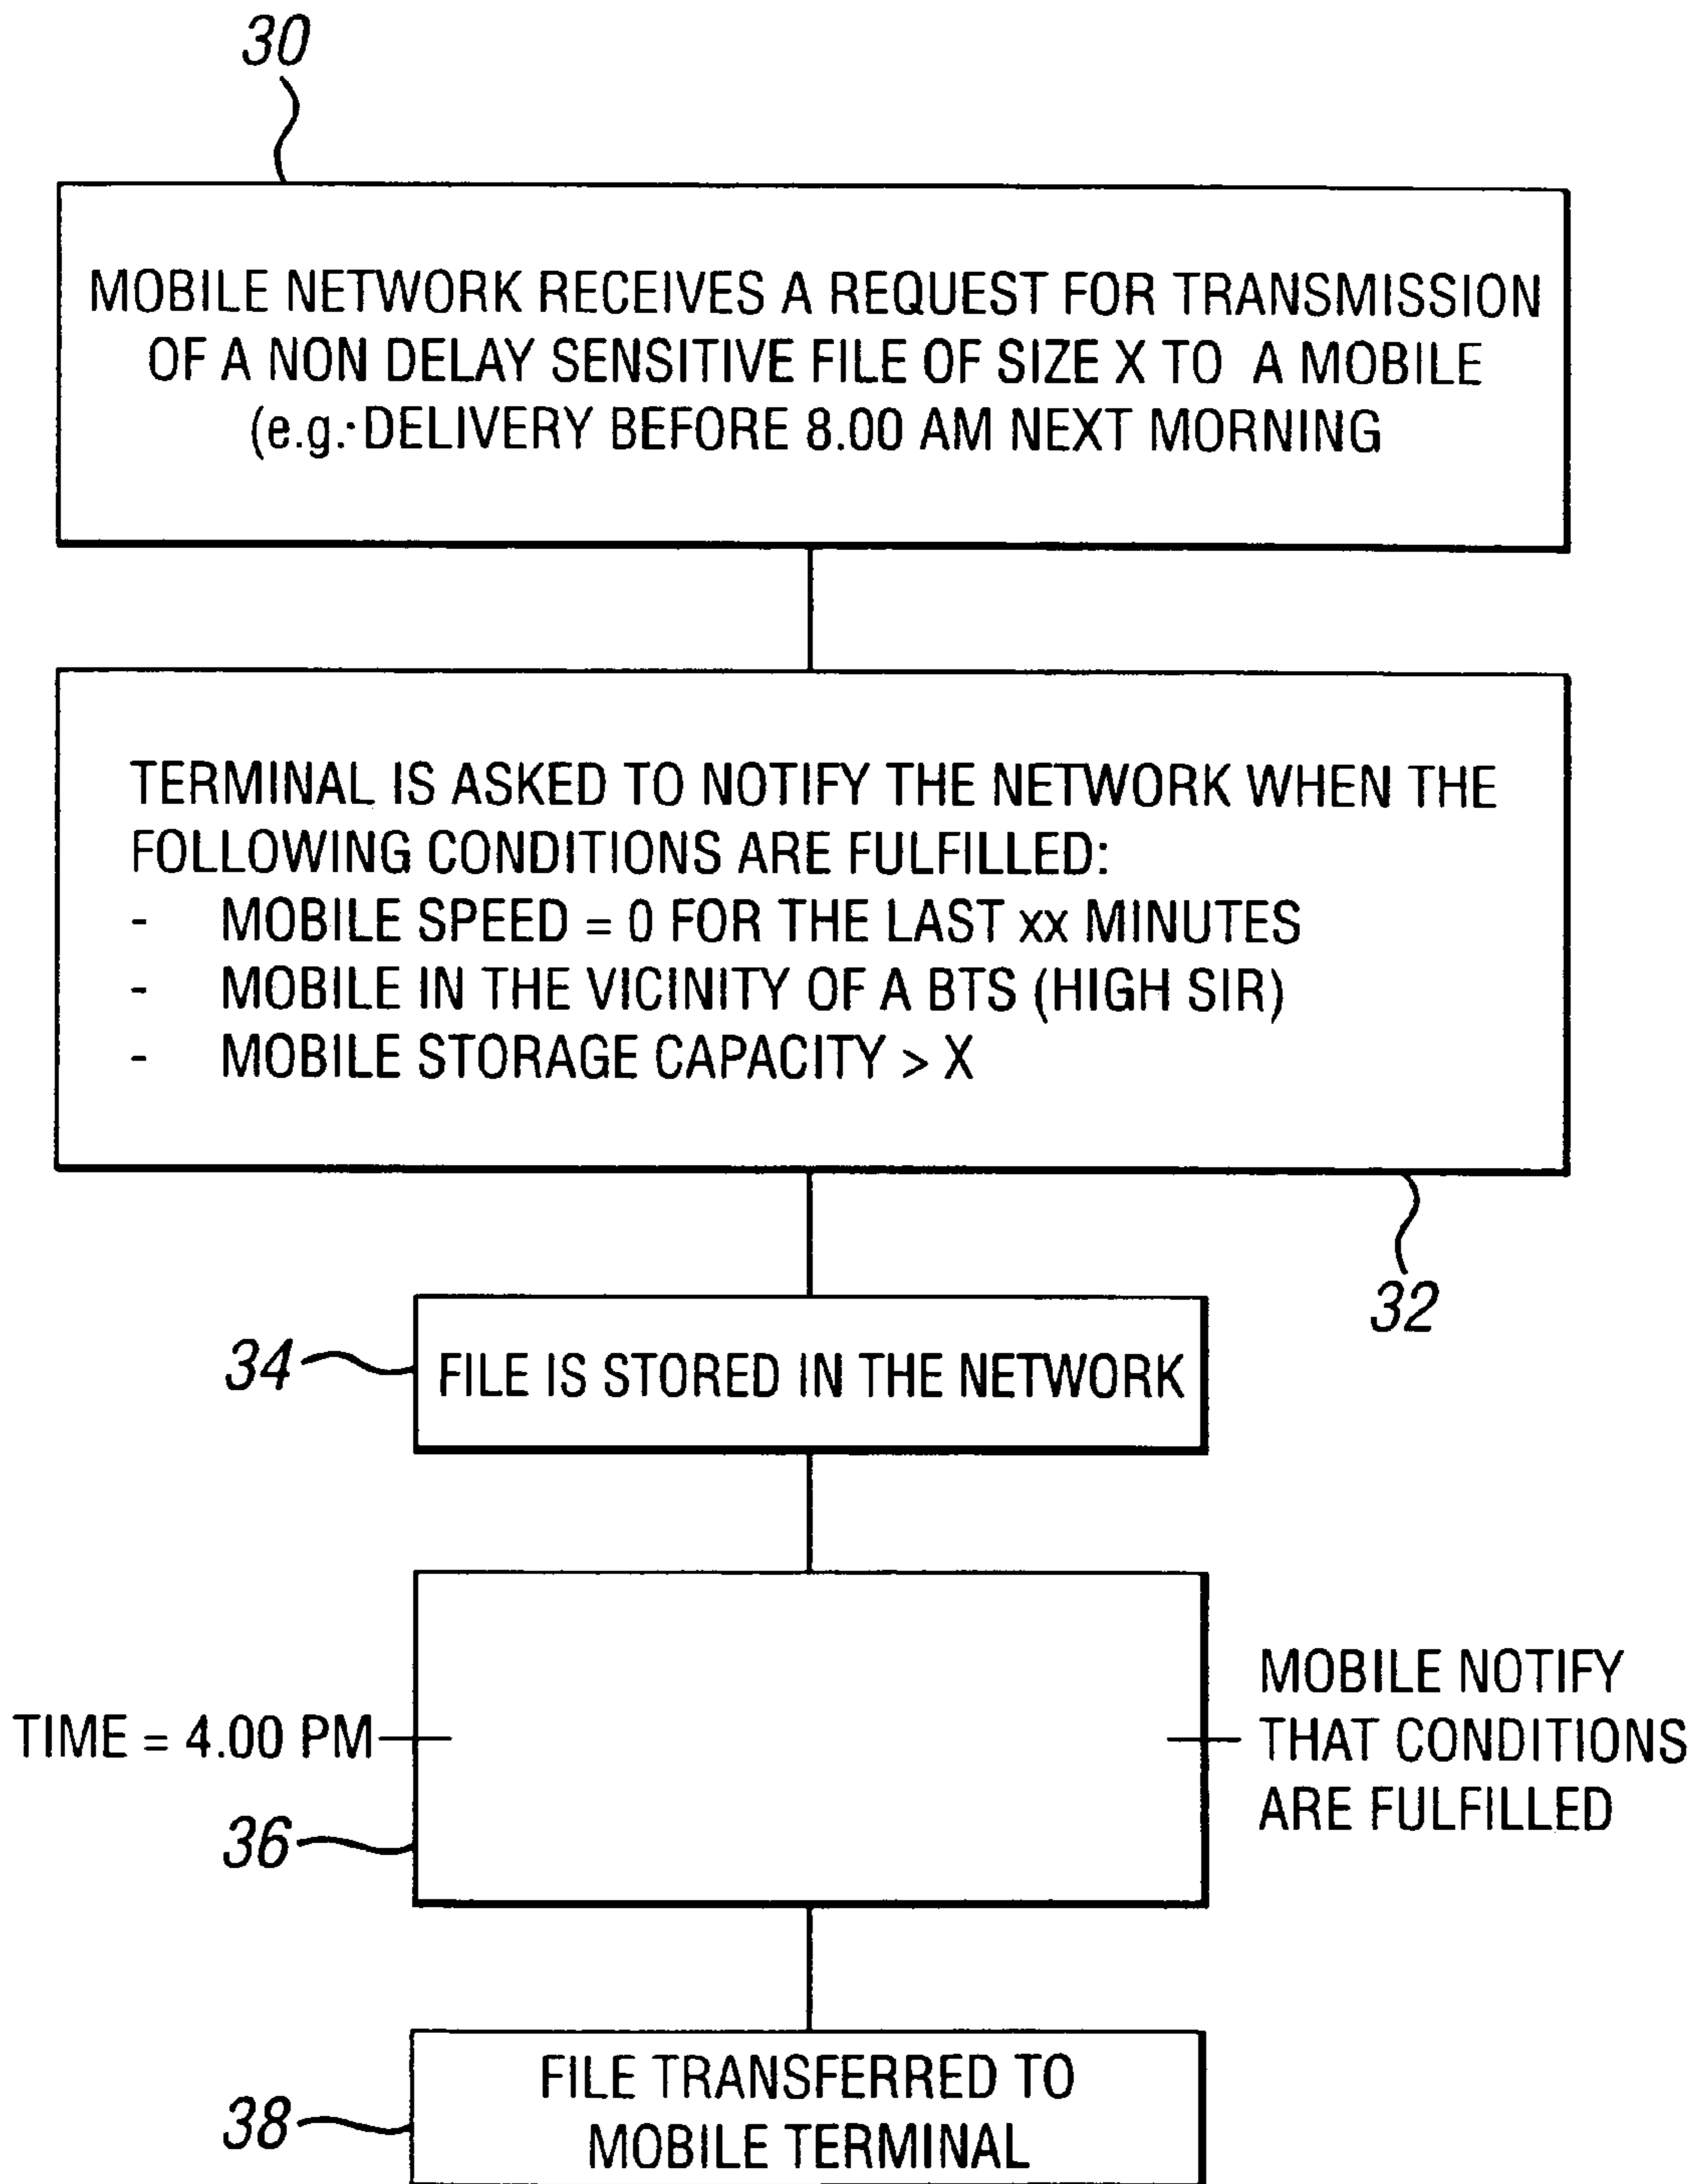 30
MOBILE NETWORK RECEIVES A REQUEST FOR TRANSMISSION
OF A NON DELAY SENSITIVE FILE OF SIZE X TO A MOBILE
(e.g.· DELIVERY BEFORE 8.00 AM NEXT MORNING
TERMINAL IS ASKED TO NOTIFY THE NETWORK WHEN THE
FOLLOWING CONDITIONS ARE FULFILLED:
- MOBILE SPEED = 0 FOR THE LAST xx MINUTES
- MOBILE IN THE VICINITY OF A BTS (HIGH SIR)
- MOBILE STORAGE CAPACITY > X
32
34
FILE IS STORED IN THE NETWORK
TIME = 4.00 PM
36
MOBILE NOTIFY
THAT CONDITIONS
ARE FULFILLED
38
FILE TRANSFERRED TO
MOBILE TERMINAL